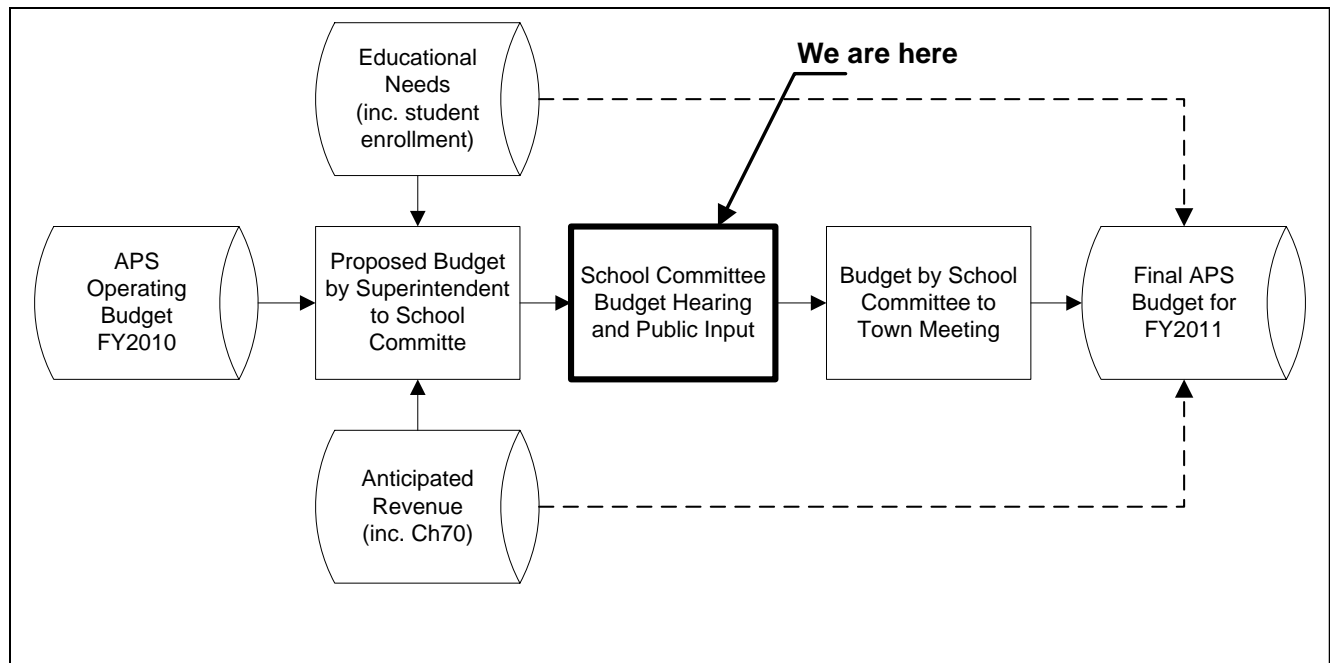 We are here
Educational
Needs
(inc. student
enrollment)
APS
Operating
Budget
FY2010
Proposed Budget
by Superintendent
to School
Committe
School Committee
Budget Hearing
and Public Input
Budget by School
Committee to
Town Meeting
Final APS
Budget for
FY2011
Anticipated
Revenue
(inc. Ch70)